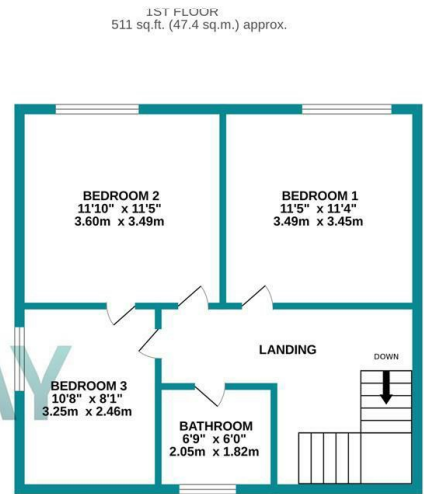 1ST FLOOR
511 sq.ft. (47.4 sq.m.) approx.
BEDROOM 2
11'10" x 11'5"
3.60m x 3.49m
BEDROOM 1
11'5" x 11'4"
3.49m x 3.45m
LANDING
DOWN
BEDROOM 3
10'8" x 8'1"
3.25m x 2.46m
BATHROOM
6'9" x 6'0"
2.05m x 1.82m